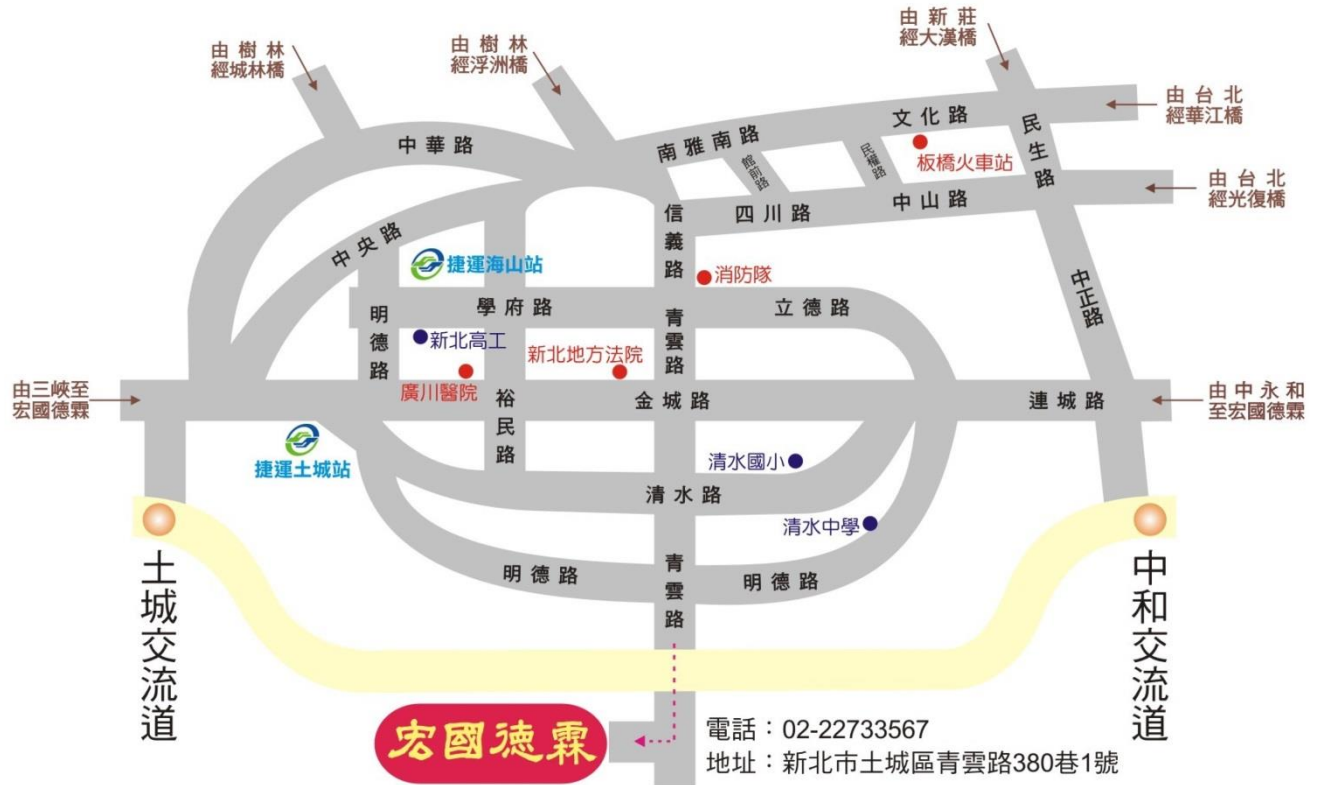 由樹林
經城林橋
由樹林
經浮洲橋
由新莊
經大漢橋
由台北
經華江橋
由台北
經光復橋
中華路
南雅南路
文化路
民生路
館前路
民權路
板橋火車站
四川路
中山路
信義路
中央路
捷運海山站
消防隊
學府路
立德路
中正路
明德路
新北高工
新北地方法院
青雲路
廣川醫院
由三峽至
宏國德霖
裕民路
金城路
連城路
由中永和
至宏國德霖
捷運土城站
清水國小
清水路
清水中學
土城交流道
明德路
青雲路
明德路
中和交流道
宏國德霖
電話：02-22733567
地址：新北市土城區青雲路380巷1號